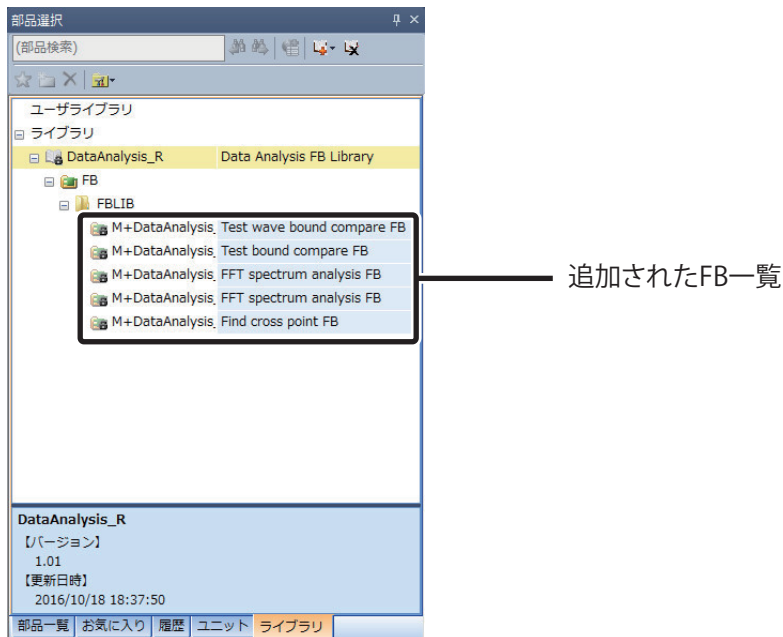 部品選択
(部品検索)
ユーザライブラリ
ライブラリ
DataAnalysis_R Data Analysis FB Library
FB
FBLIB
M+DataAnalysis_ Test wave bound compare FB
M+DataAnalysis_ Test bound compare FB
M+DataAnalysis_ FFT spectrum analysis FB
M+DataAnalysis_ FFT spectrum analysis FB
M+DataAnalysis_ Find cross point FB
追加されたFB一覧
DataAnalysis_R
【バージョン】
1.01
【更新日時】
2016/10/18 18:37:50
部品一覧 お気に入り 履歴 ユニット ライブラリ